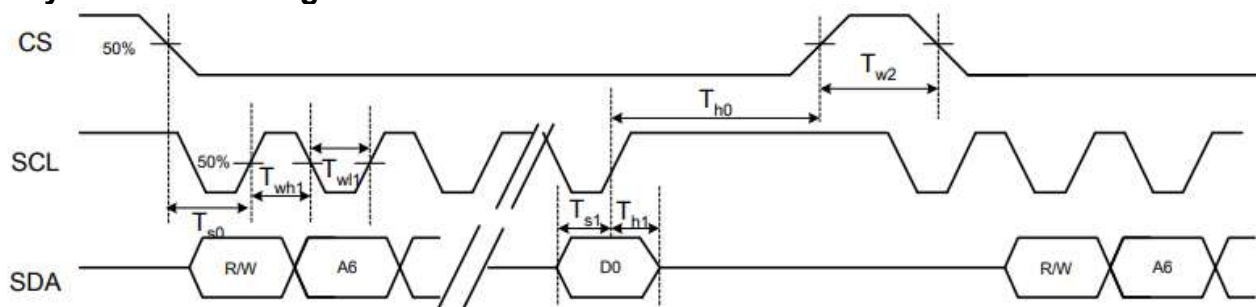 CS
50%
T w2
T h0
SCL
50%
T wh1
T wl1
T s0
T s1
T h1
SDA
R/W
A6
D0
R/W
A6